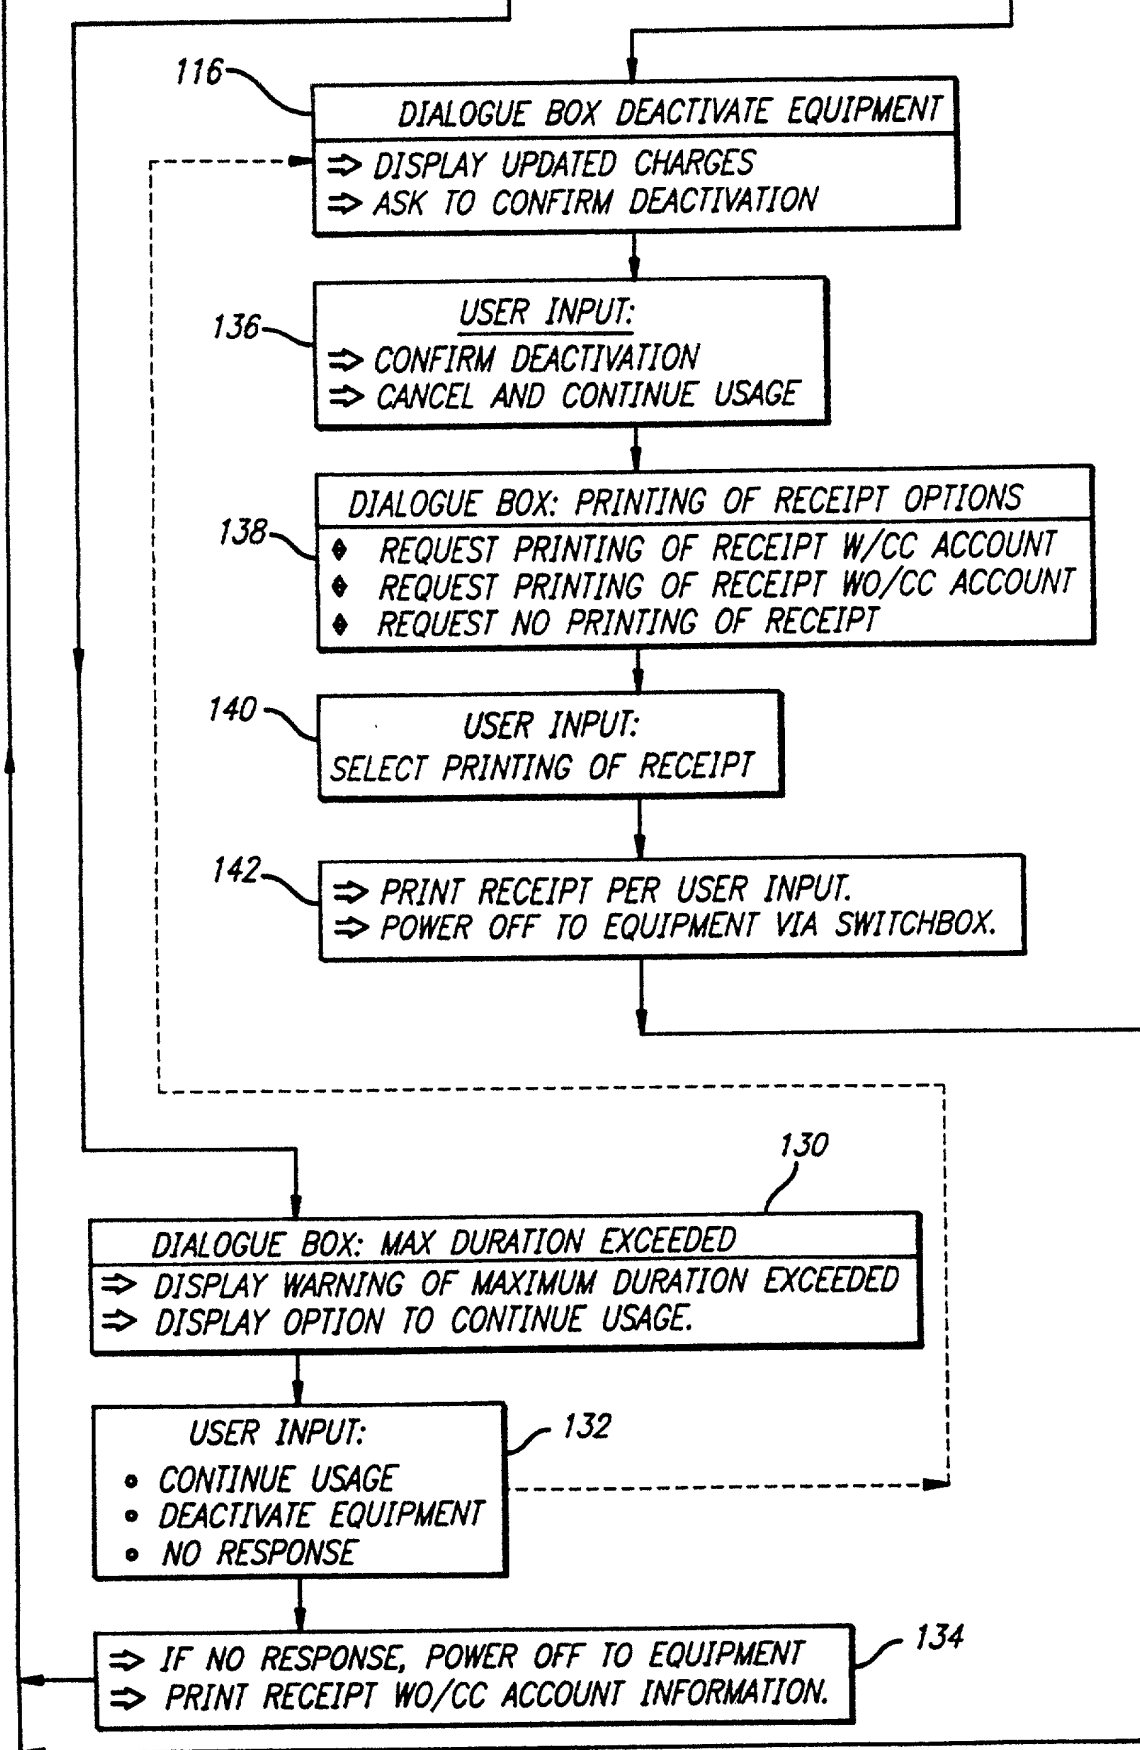 116
DIALOGUE BOX DEACTIVATE EQUIPMENT
⇒ DISPLAY UPDATED CHARGES
⇒ ASK TO CONFIRM DEACTIVATION
136
USER INPUT:
⇒ CONFIRM DEACTIVATION
⇒ CANCEL AND CONTINUE USAGE
138
DIALOGUE BOX: PRINTING OF RECEIPT OPTIONS
♦ REQUEST PRINTING OF RECEIPT W/CC ACCOUNT
♦ REQUEST PRINTING OF RECEIPT WO/CC ACCOUNT
♦ REQUEST NO PRINTING OF RECEIPT
140
USER INPUT:
SELECT PRINTING OF RECEIPT
142
⇒ PRINT RECEIPT PER USER INPUT.
⇒ POWER OFF TO EQUIPMENT VIA SWITCHBOX.
130
DIALOGUE BOX: MAX DURATION EXCEEDED
⇒ DISPLAY WARNING OF MAXIMUM DURATION EXCEEDED
⇒ DISPLAY OPTION TO CONTINUE USAGE.
132
USER INPUT:
• CONTINUE USAGE
• DEACTIVATE EQUIPMENT
• NO RESPONSE
134
⇒ IF NO RESPONSE, POWER OFF TO EQUIPMENT
⇒ PRINT RECEIPT WO/CC ACCOUNT INFORMATION.